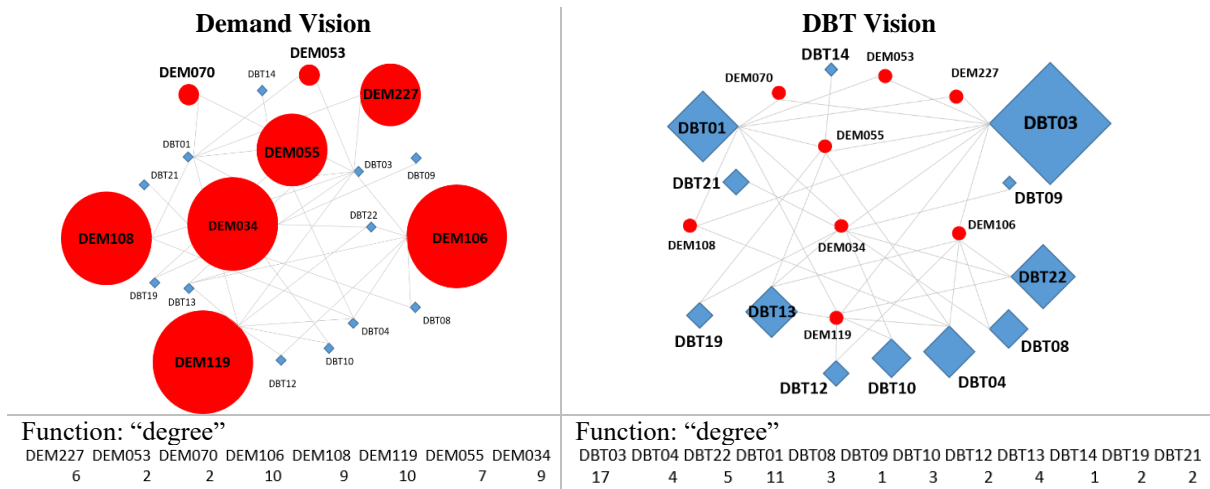 Demand Vision
DEM053
DEM070
DBT14
DEM227
DBT01
DEM055
DBT03
DBT09
DBT21
DBT22
DEM108
DEM034
DEM106
DBT19
DBT13
DBT08
DBT04
DEM119
DBT10
DBT12
Function: “degree”
DEM227 DEM053 DEM070 DEM106 DEM108 DEM119 DEM055 DEM034
6 2 2 10 9 10 7 9
DBT Vision
DBT14
DEM053
DEM070
DEM227
DBT01
DBT03
DEM055
DBT21
DBT09
DEM108
DEM034
DEM106
DBT22
DBT13
DBT19
DEM119
DBT08
DBT12
DBT10
DBT04
Function: “degree”
DBT03 DBT04 DBT22 DBT01 DBT08 DBT09 DBT10 DBT12 DBT13 DBT14 DBT19 DBT21
17 4 5 11 3 1 3 2 4 1 2 2